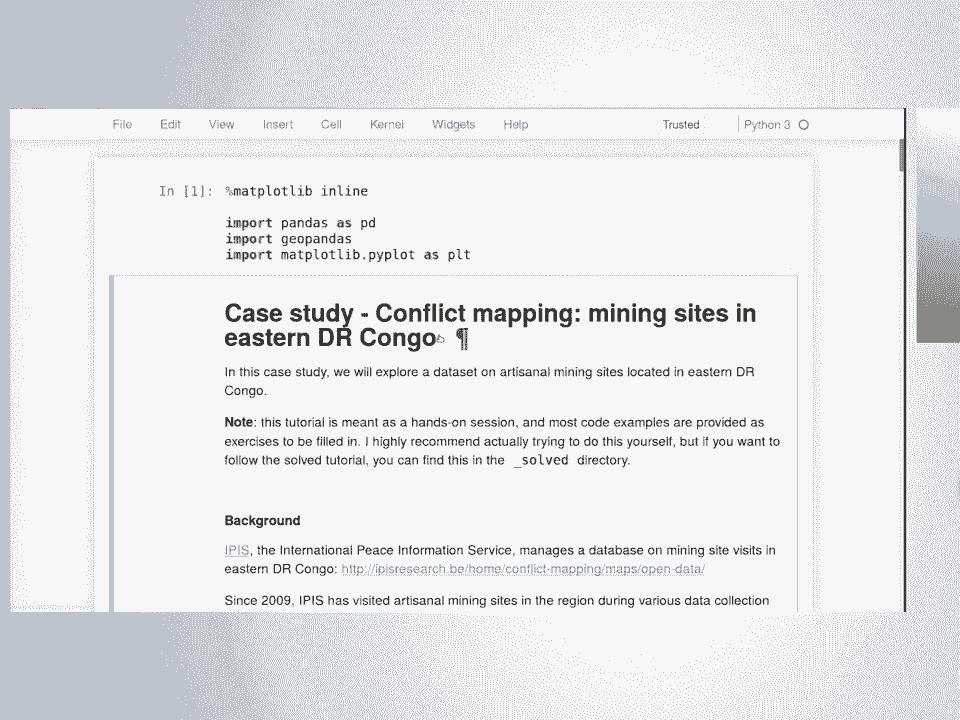 File Edit View Insert Cell Kernel Widgets Help Trusted Python 3
In [1]: %matplotlib inline
import pandas as pd
import geopandas
import matplotlib.pyplot as plt
Case study - Conflict mapping: mining sites in
eastern DR Congo ¶
In this case study, we will explore a dataset on artisanal mining sites located in eastern DR
Congo.
Note: this tutorial is meant as a hands-on session, and most code examples are provided as
exercises to be filled in. I highly recommend actually trying to do this yourself, but if you want to
follow the solved tutorial, you can find this in the _solved directory.
Background
IPIS, the International Peace Information Service, manages a database on mining site visits in
eastern DR Congo: http://ipisresearch.be/home/conflict-mapping/maps/open-data/
Since 2009, IPIS has visited artisanal mining sites in the region during various data collection